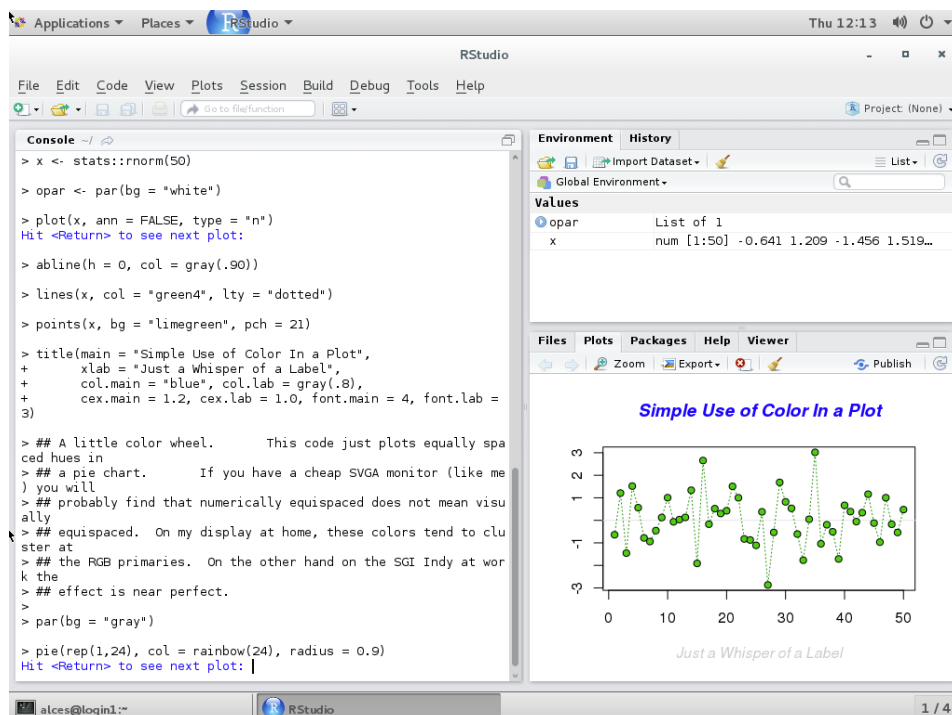 Applications Places RStudio Thu 12:13
RStudio
File Edit Code View Plots Session Build Debug Tools Help
Go to file/function Project: (None)
Console ~/
> x <- stats::rnorm(50)
> opar <- par(bg = "white")
> plot(x, ann = FALSE, type = "n")
Hit <Return> to see next plot:
> abline(h = 0, col = gray(.90))
> lines(x, col = "green4", lty = "dotted")
> points(x, bg = "limegreen", pch = 21)
> title(main = "Simple Use of Color In a Plot",
+       xlab = "Just a Whisper of a Label",
+       col.main = "blue", col.lab = gray(.8),
+       cex.main = 1.2, cex.lab = 1.0, font.main = 4, font.lab =
3)
> ## A little color wheel.       This code just plots equally spa
ced hues in
> ## a pie chart.       If you have a cheap SVGA monitor (like me
) you will
> ## probably find that numerically equispaced does not mean visu
ally
> ## equispaced.  On my display at home, these colors tend to clu
ster at
> ## the RGB primaries.  On the other hand on the SGI Indy at wor
k the
> ## effect is near perfect.
>
> par(bg = "gray")
> pie(rep(1,24), col = rainbow(24), radius = 0.9)
Hit <Return> to see next plot:
Environment History
Import Dataset List
Global Environment
Values
opar List of 1
x num [1:50] -0.641 1.209 -1.456 1.519…
Files Plots Packages Help Viewer
Zoom Export Publish
Simple Use of Color In a Plot
3
2
1
-1
-3
0 10 20 30 40 50
Just a Whisper of a Label
alces@login1:~ RStudio 1 / 4